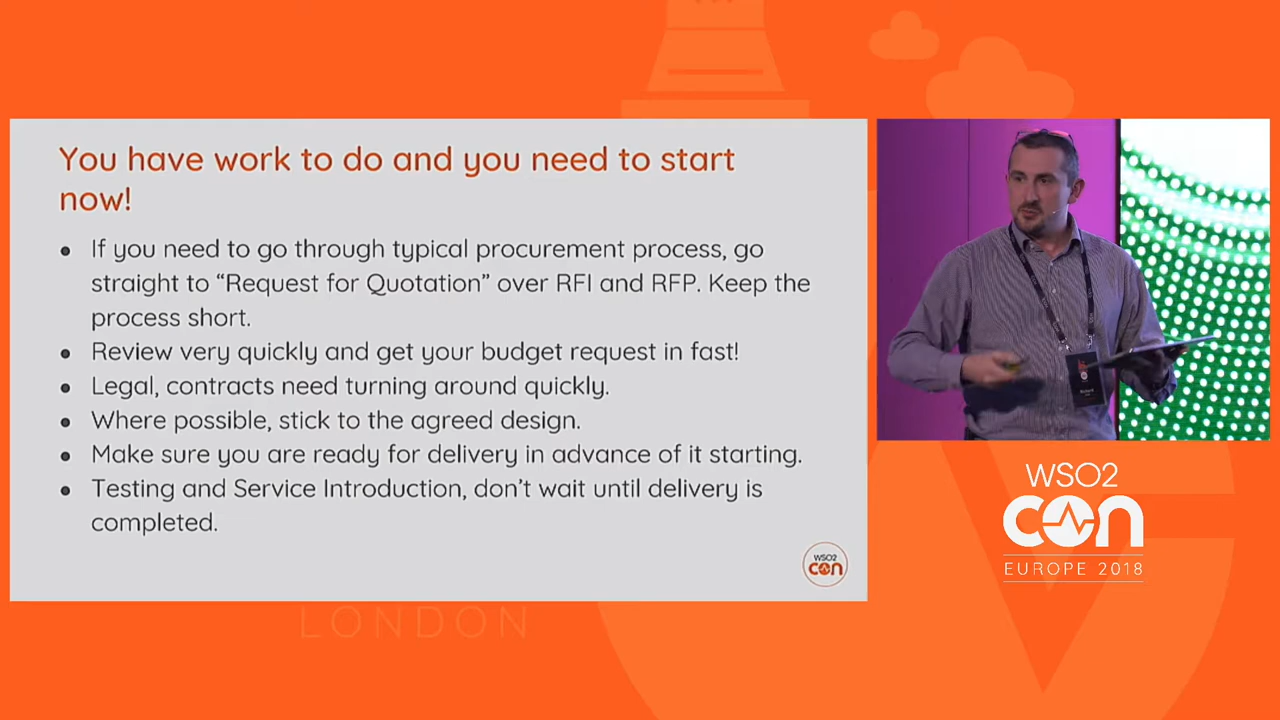 You have work to do and you need to start
now!
● If you need to go through typical procurement process, go
straight to “Request for Quotation” over RFI and RFP. Keep the
process short.
● Review very quickly and get your budget request in fast!
● Legal, contracts need turning around quickly.
● Where possible, stick to the agreed design.
● Make sure you are ready for delivery in advance of it starting.
● Testing and Service Introduction, don’t wait until delivery is
completed.
WSO2
con
WSO2
con
EUROPE 2018
LONDON